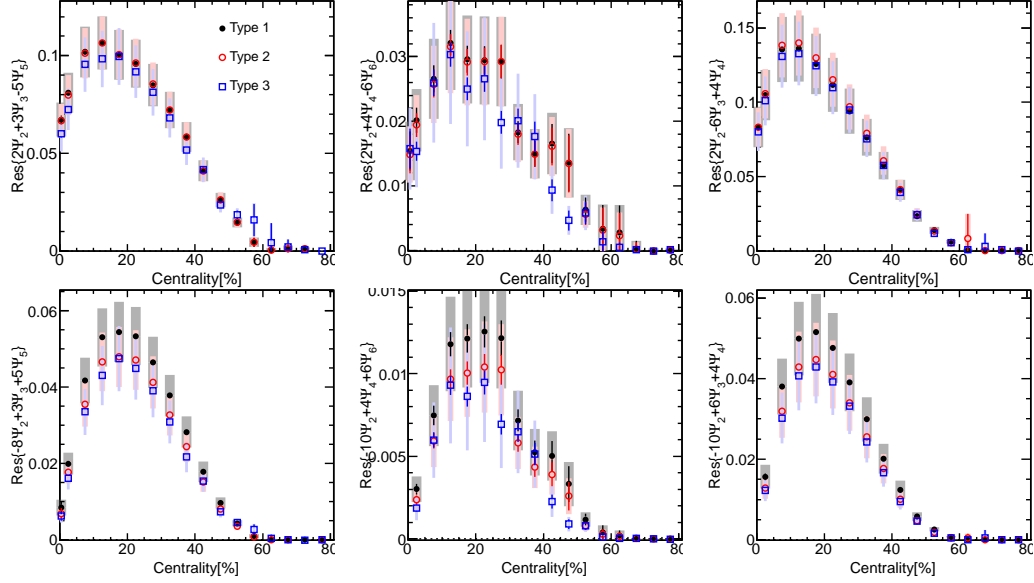 Res{2Ψ₂+3Ψ₃-5Ψ₅}
0.1
0.05
0
0 20 40 60 80
Centrality[%]
Type 1
Type 2
Type 3
Res{2Ψ₂+4Ψ₄-6Ψ₆}
0.03
0.02
0.01
0
0 20 40 60 80
Centrality[%]
Res{2Ψ₂-6Ψ₃+4Ψ₄}
0.15
0.1
0.05
0
0 20 40 60 80
Centrality[%]
Res{-8Ψ₂+3Ψ₃+5Ψ₅}
0.06
0.04
0.02
0
0 20 40 60 80
Centrality[%]
Res{-10Ψ₂+4Ψ₄+6Ψ₆}
0.015
0.01
0.005
0
0 20 40 60 80
Centrality[%]
Res{-10Ψ₂+6Ψ₃+4Ψ₄}
0.06
0.04
0.02
0
0 20 40 60 80
Centrality[%]